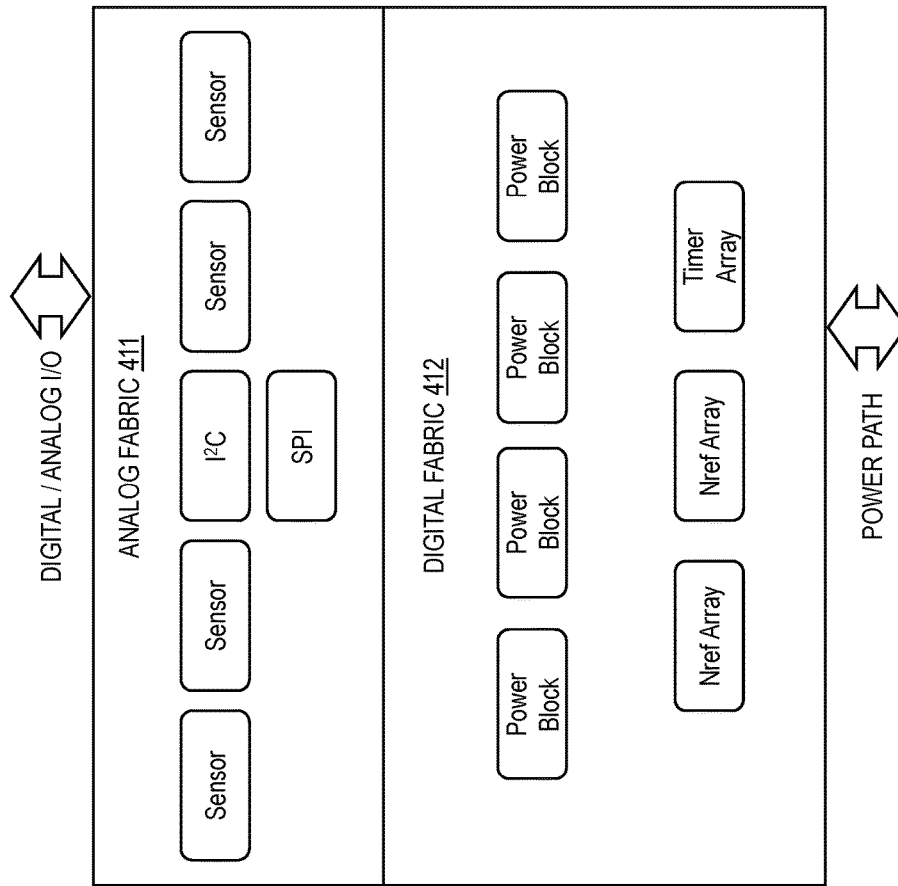 DIGITAL / ANALOG I/O
ANALOG FABRIC 411
Sensor
Sensor
I²C
Sensor
Sensor
SPI
DIGITAL FABRIC 412
Power
Block
Power
Block
Power
Block
Power
Block
Nref Array
Nref Array
Timer
Array
POWER PATH